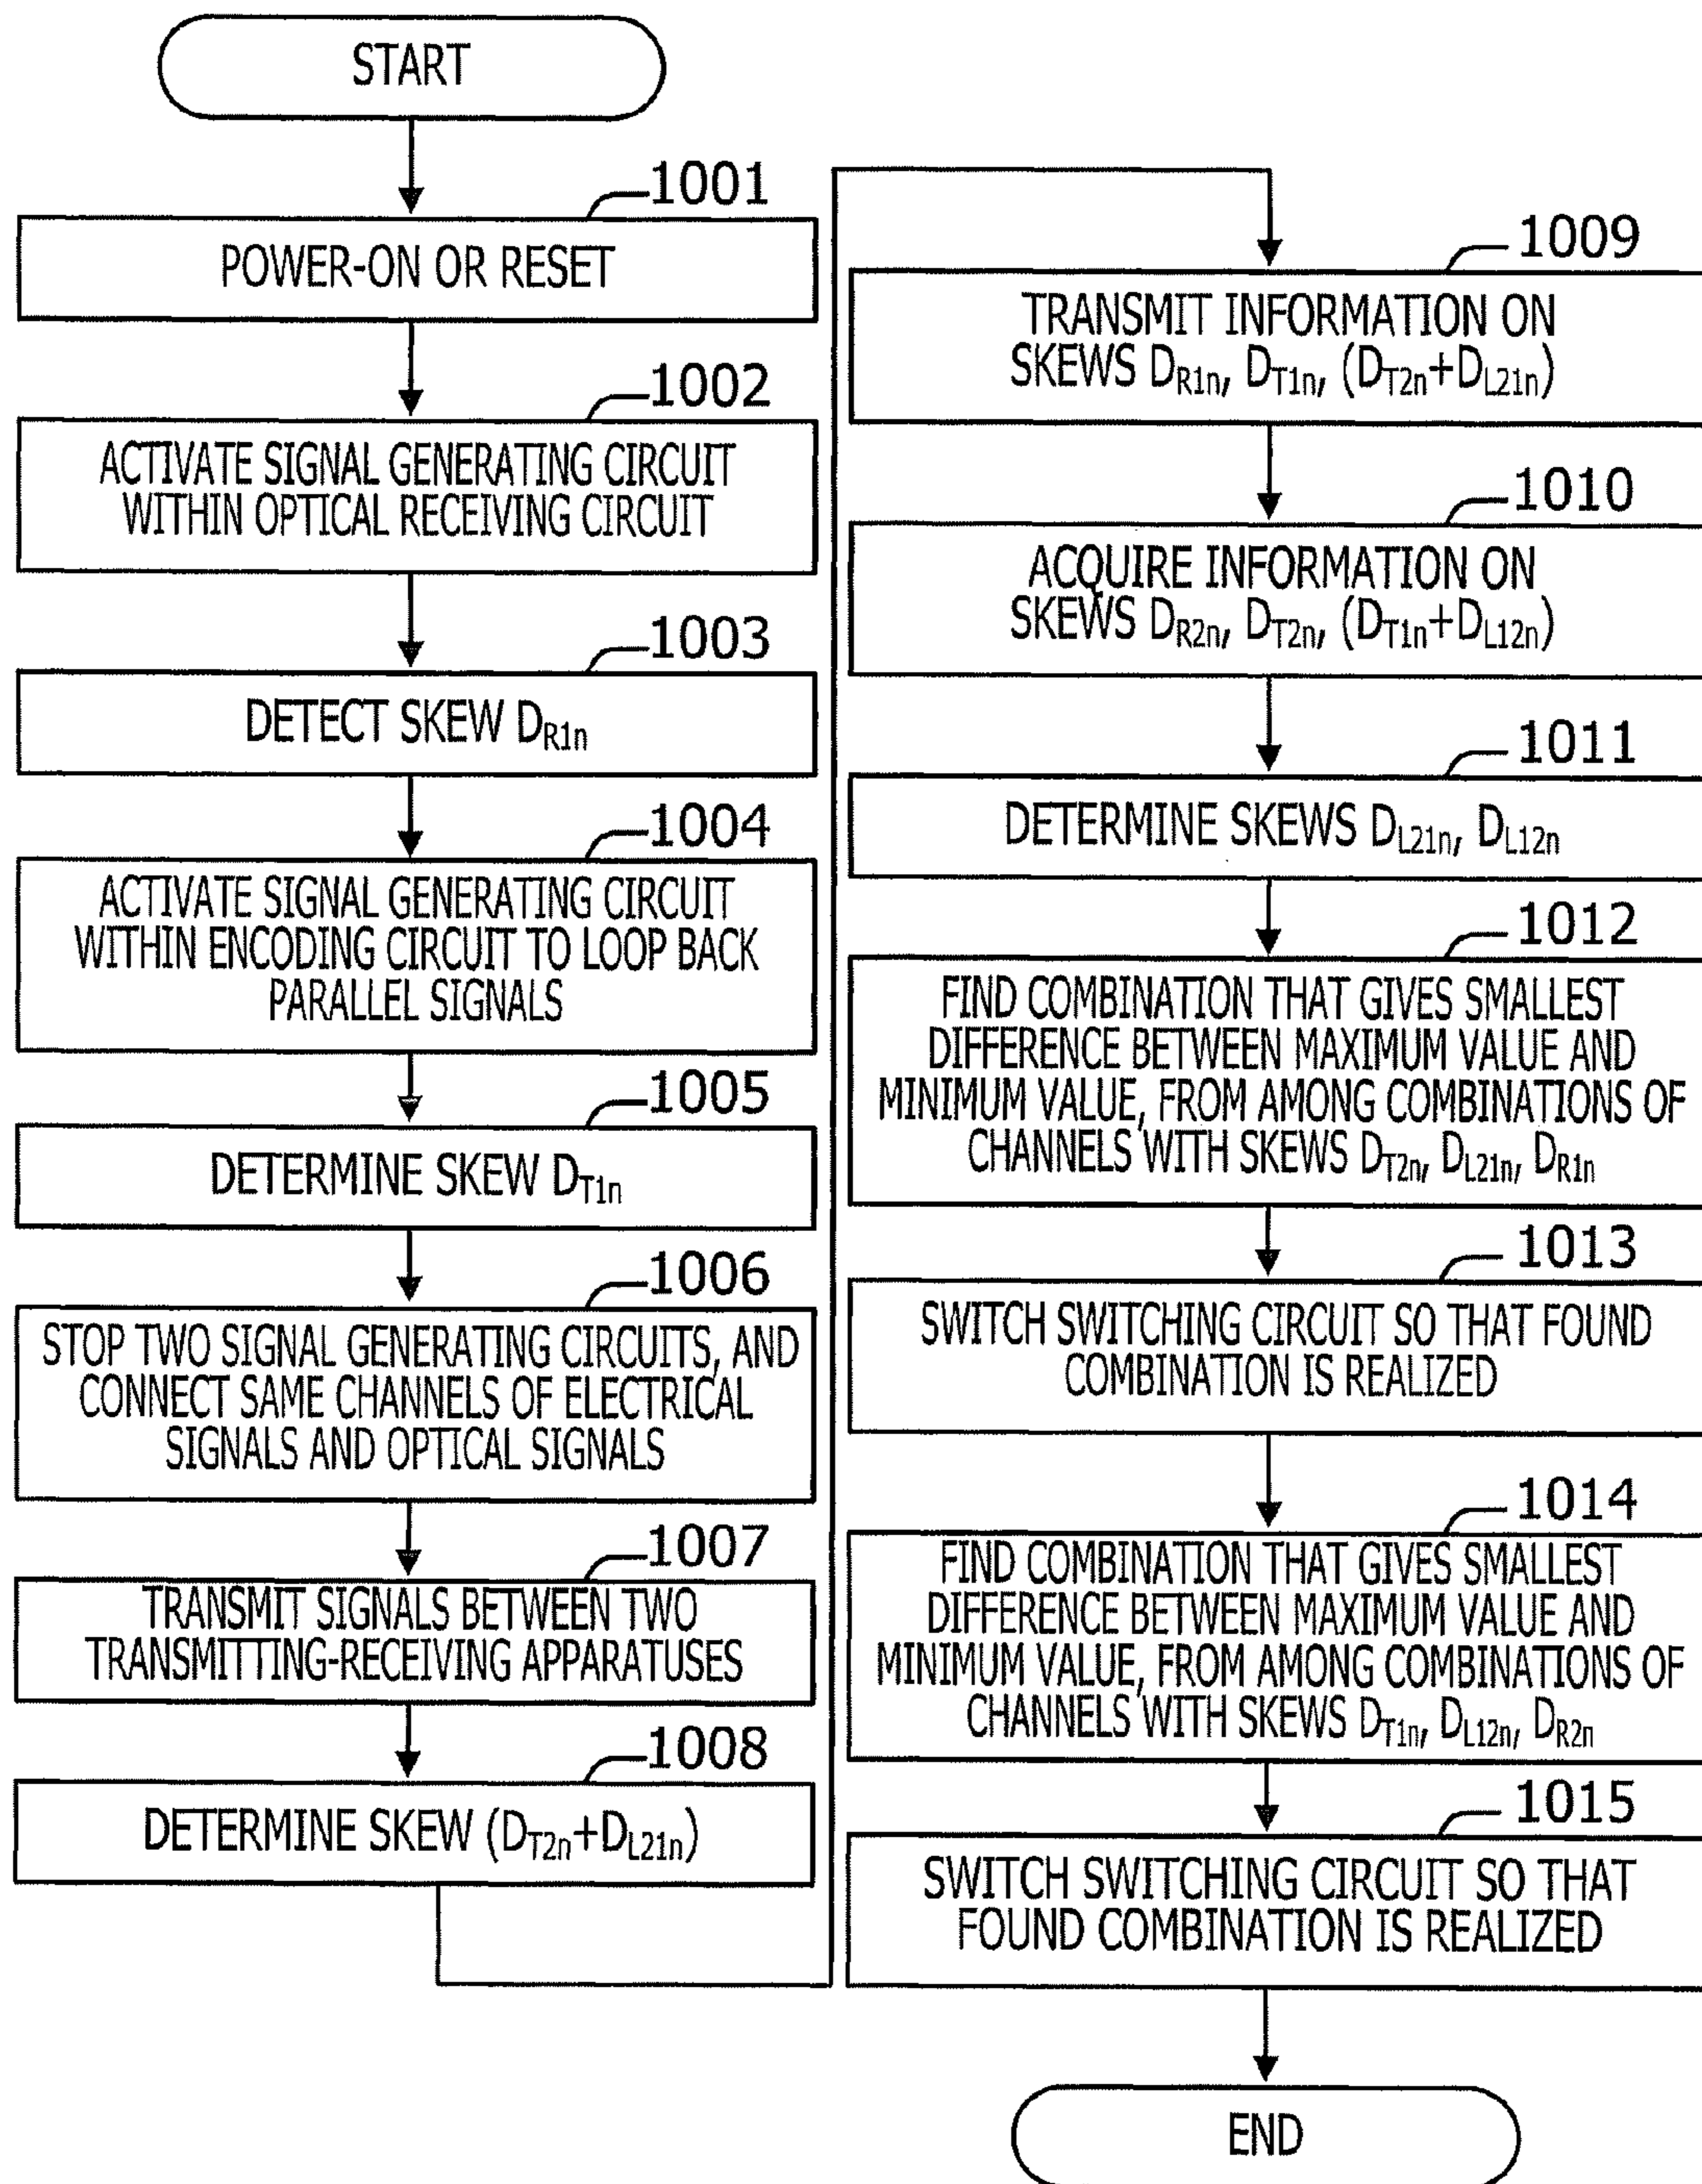 START
1001
POWER-ON OR RESET
1002
ACTIVATE SIGNAL GENERATING CIRCUIT
WITHIN OPTICAL RECEIVING CIRCUIT
1003
DETECT SKEW DR1n
1004
ACTIVATE SIGNAL GENERATING CIRCUIT
WITHIN ENCODING CIRCUIT TO LOOP BACK
PARALLEL SIGNALS
1005
DETERMINE SKEW DT1n
1006
STOP TWO SIGNAL GENERATING CIRCUITS, AND
CONNECT SAME CHANNELS OF ELECTRICAL
SIGNALS AND OPTICAL SIGNALS
1007
TRANSMIT SIGNALS BETWEEN TWO
TRANSMITTING-RECEIVING APPARATUSES
1008
DETERMINE SKEW (DT2n+DL21n)
1009
TRANSMIT INFORMATION ON
SKEWS DR1n, DT1n, (DT2n+DL21n)
1010
ACQUIRE INFORMATION ON
SKEWS DR2n, DT2n, (DT1n+DL12n)
1011
DETERMINE SKEWS DL21n, DL12n
1012
FIND COMBINATION THAT GIVES SMALLEST
DIFFERENCE BETWEEN MAXIMUM VALUE AND
MINIMUM VALUE, FROM AMONG COMBINATIONS OF
CHANNELS WITH SKEWS DT2n, DL21n, DR1n
1013
SWITCH SWITCHING CIRCUIT SO THAT FOUND
COMBINATION IS REALIZED
1014
FIND COMBINATION THAT GIVES SMALLEST
DIFFERENCE BETWEEN MAXIMUM VALUE AND
MINIMUM VALUE, FROM AMONG COMBINATIONS OF
CHANNELS WITH SKEWS DT1n, DL12n, DR2n
1015
SWITCH SWITCHING CIRCUIT SO THAT
FOUND COMBINATION IS REALIZED
END